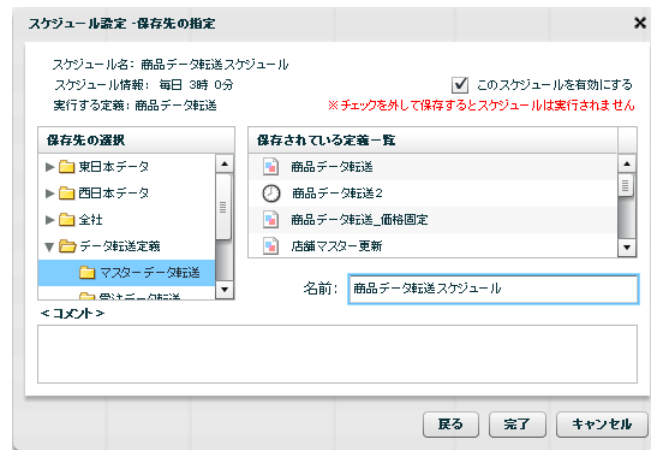 スケジュール設定 -保存先の指定
スケジュール名: 商品データ転送スケジュール
スケジュール情報: 毎日 3時 0分
このスケジュールを有効にする
実行する定義: 商品データ転送
※チェックを外して保存するとスケジュールは実行されません
保存先の選択
保存されている定義一覧
東日本データ
西日本データ
全社
データ転送定義
マスターデータ転送
受注データ転送
商品データ転送
商品データ転送2
商品データ転送_価格固定
店舗マスター更新
名前: 商品データ転送スケジュール
<コメント>
戻る 完了 キャンセル